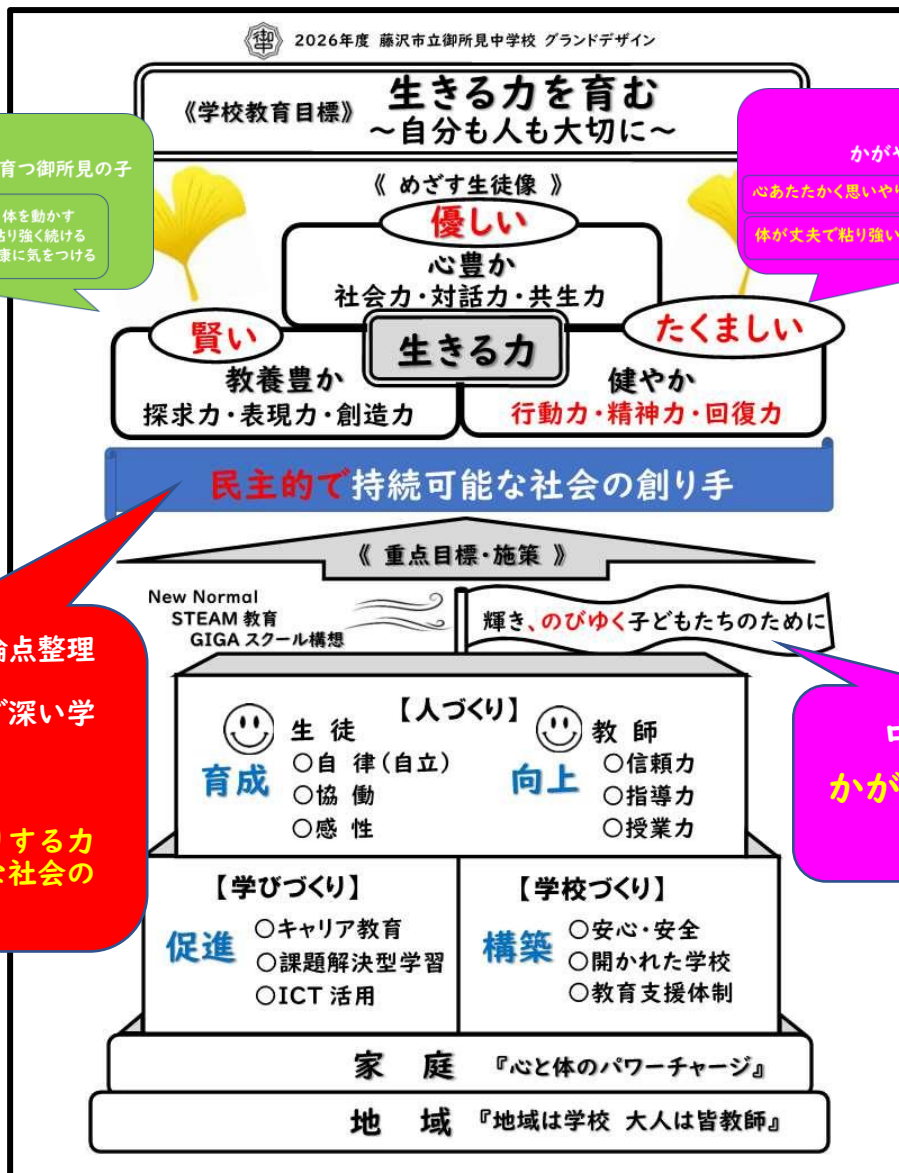 2026年度 藤沢市立御所見中学校 グランドデザイン
《学校教育目標》 生きる力を育む
~自分も人も大切に~
育つ御所見の子
体を動かす
り強く続ける
康に気をつける
かがや
心あたたかく思いやり
体が丈夫で粘り強い
《 めざす生徒像 》
優しい
心豊か
社会力・対話力・共生力
賢い
教養豊か
探求力・表現力・創造力
生きる力
たくましい
健やか
行動力・精神力・回復力
民主的で持続可能な社会の創り手
《 重点目標・施策 》
New Normal
STEAM 教育
GIGA スクール構想
輝き、のびゆく子どもたちのために
論点整理
で深い学
りする力
な社会の
かが
【人づくり】
生 徒
育成
○自 律(自立)
○協 働
○感 性
教 師
向上
○信頼力
○指導力
○授業力
【学びづくり】
促進
○キャリア教育
○課題解決型学習
○ICT 活用
【学校づくり】
構築
○安心・安全
○開かれた学校
○教育支援体制
家 庭 『心と体のパワーチャージ』
地 域 『地域は学校 大人は皆教師』